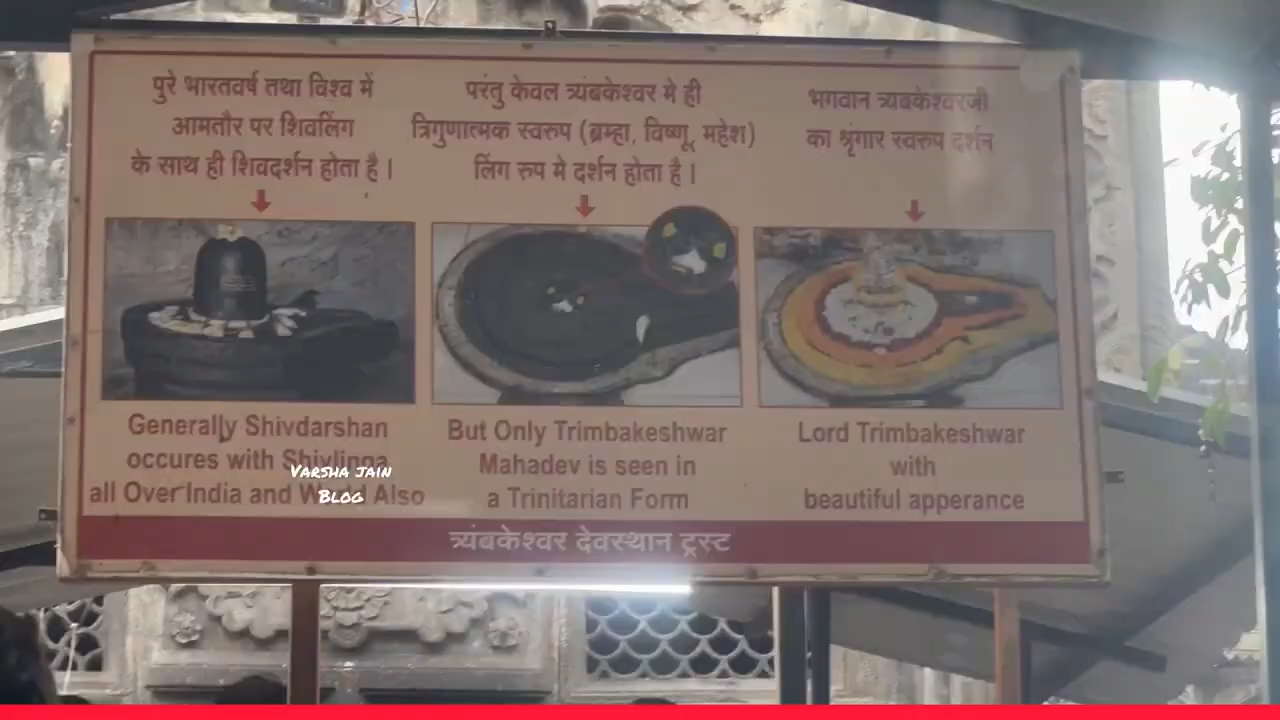 पुरे भारतवर्ष तथा विश्व में
आमतौर पर शिवलिंग
के साथ ही शिवदर्शन होता है ।
परंतु केवल त्र्यंबकेश्वर मे ही
त्रिगुणात्मक स्वरुप (ब्रम्हा, विष्णू, महेश)
लिंग रुप मे दर्शन होता है ।
भगवान त्र्यबकेश्वरजी
का श्रृंगार स्वरुप दर्शन
Generally Shivdarshan
occures with Shivlinga
all Over India and World Also
But Only Trimbakeshwar
Mahadev is seen in
a Trinitarian Form
Lord Trimbakeshwar
with
beautiful apperance
VARSHA JAIN
BLOG
त्र्यंबकेश्वर देवस्थान ट्रस्ट